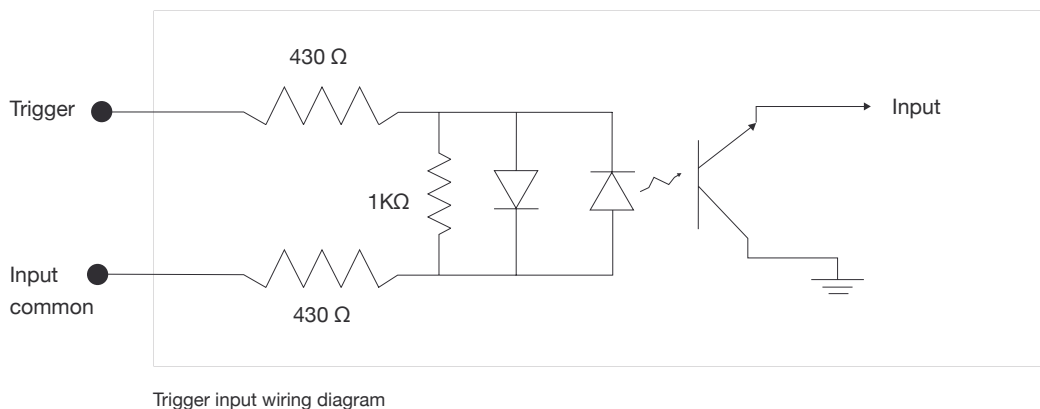 430 Ω
Trigger
Input
1KΩ
Input
common
430 Ω
Trigger input wiring diagram